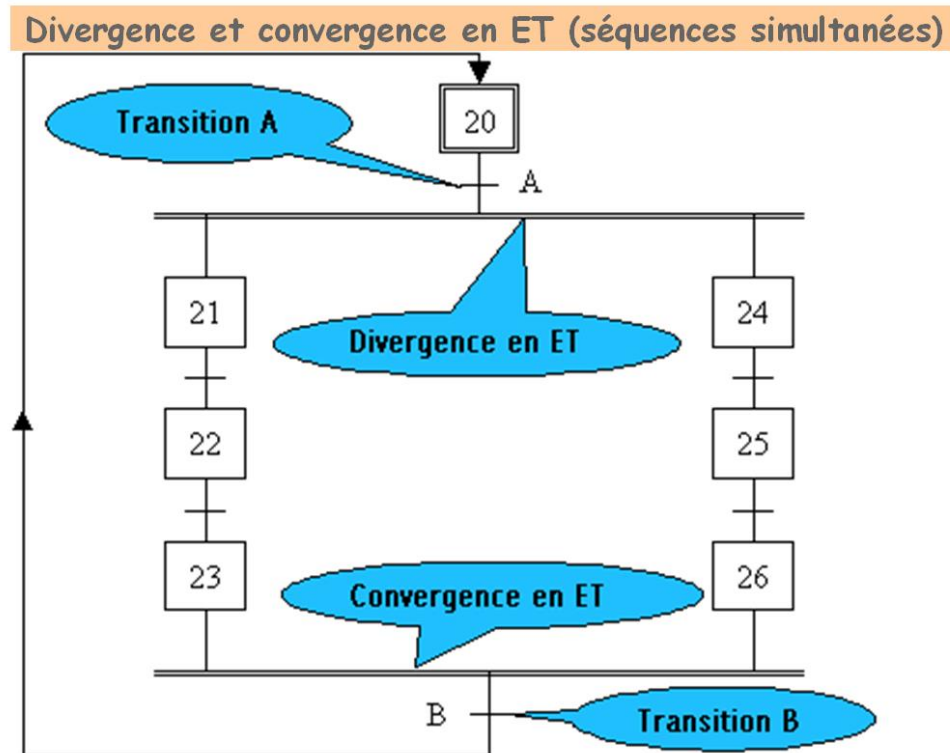 Divergence et convergence en ET (séquences simultanées)
Transition A
20
A
21
24
Divergence en ET
22
25
23
26
Convergence en ET
B
Transition B